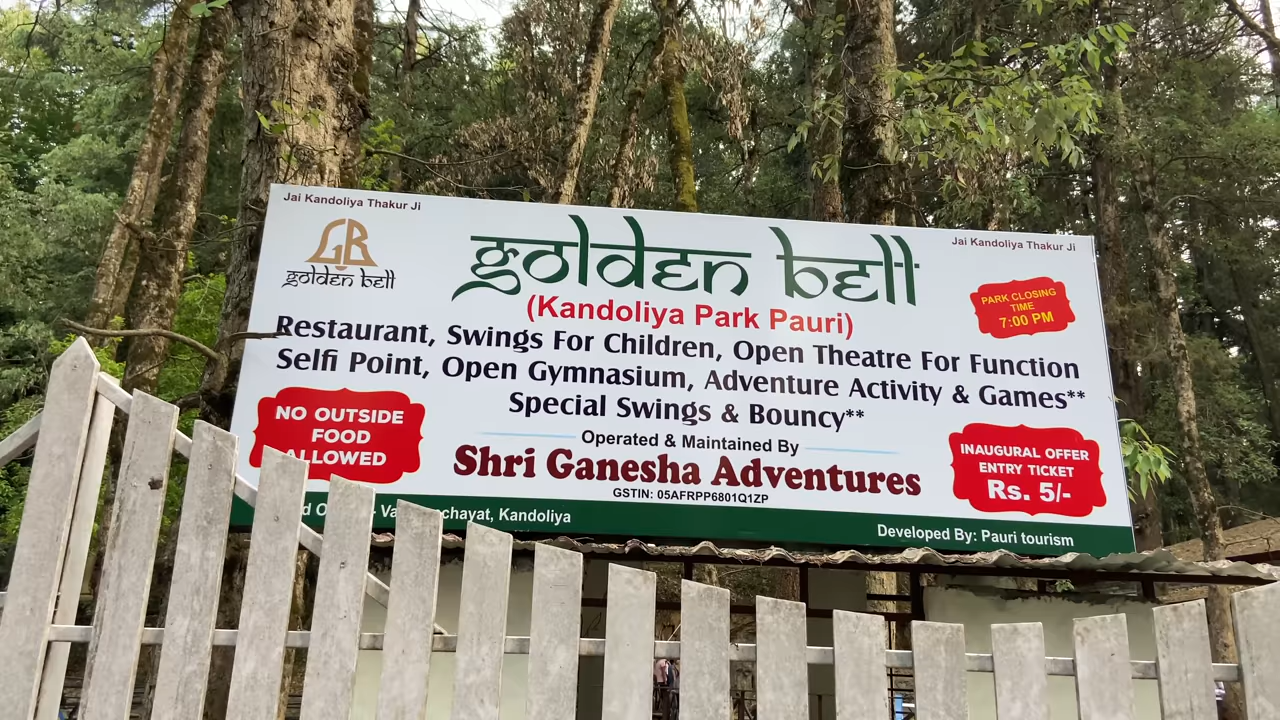 Jai Kandoliya Thakur Ji
Jai Kandoliya Thakur Ji
GB
golden bell
golden bell
(Kandoliya Park Pauri)
PARK CLOSING
TIME
7:00 PM
Restaurant, Swings For Children, Open Theatre For Function
Selfi Point, Open Gymnasium, Adventure Activity & Games**
Special Swings & Bouncy**
NO OUTSIDE
FOOD
ALLOWED
Operated & Maintained By
Shri Ganesha Adventures
GSTIN: 05AFRPP6801Q1ZP
INAUGURAL OFFER
ENTRY TICKET
Rs. 5/-
Kandoliya
Developed By: Pauri tourism